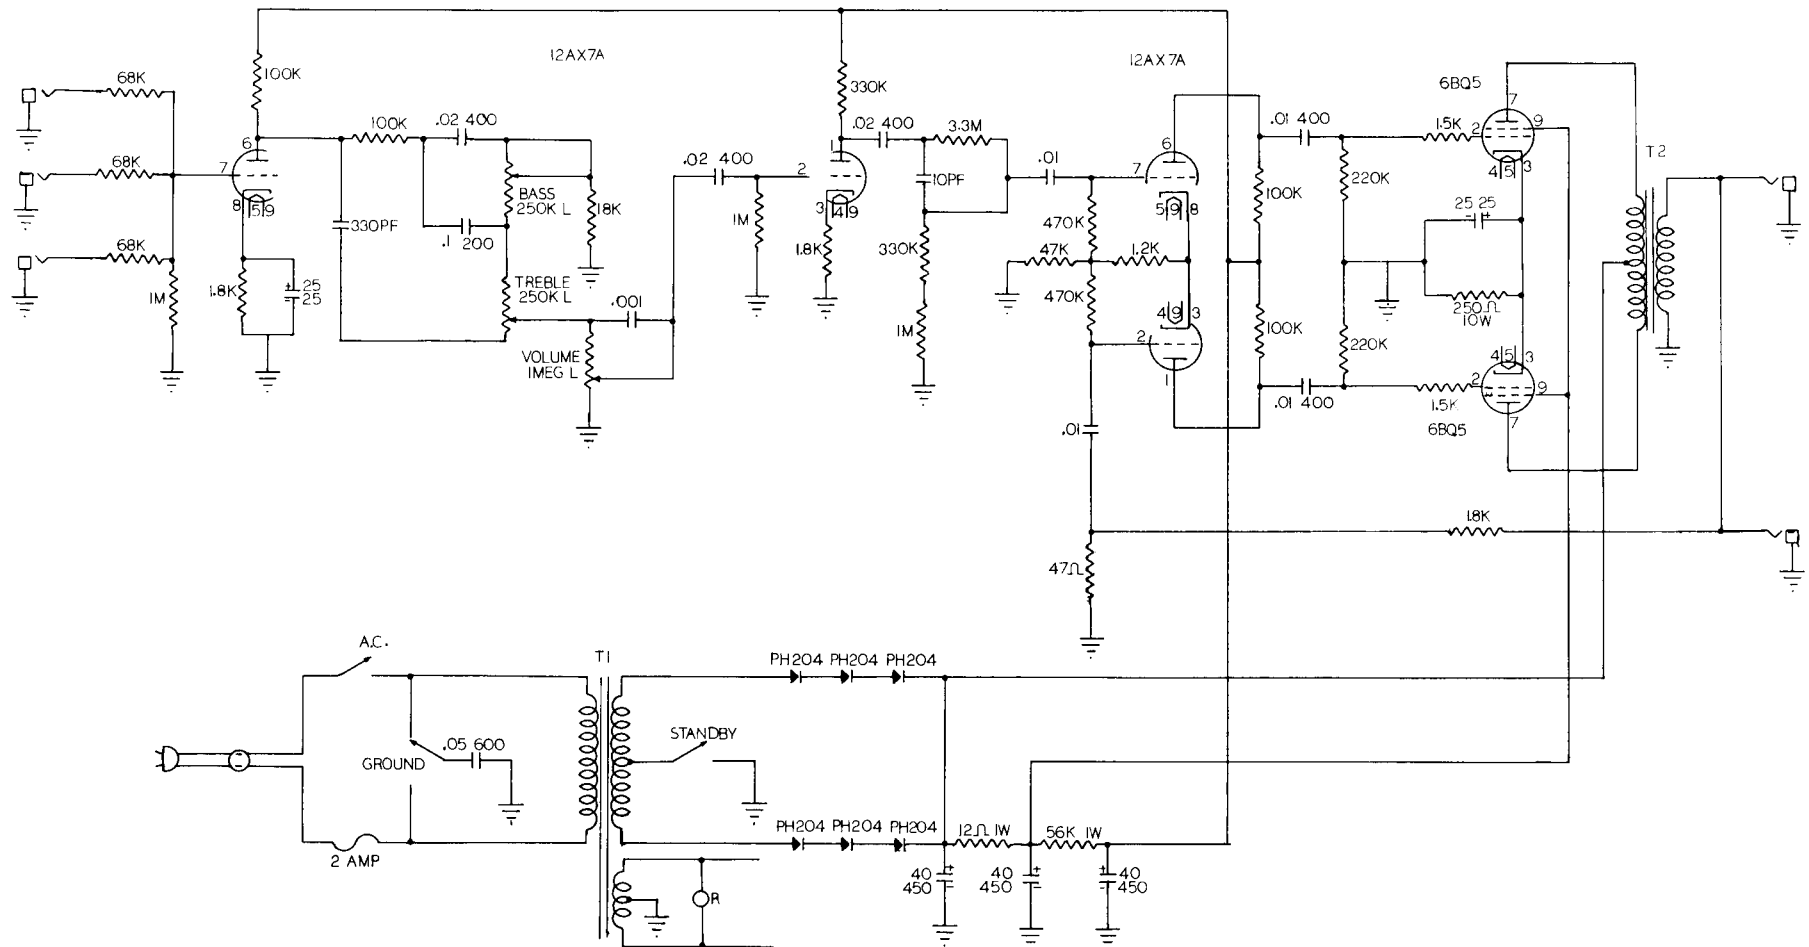 12AX7A
12AX7A
6BQ5
68K
100K
330K
7
1.5K
2
9
.01 400
T2
100K
.02 400
.02 400
3.3M
.01
6
4 5 3
6
1
68K
7
.02 400
2
10PF
7
100K
220K
BASS
250K L
18K
8 5 9
3 4 9
5 9 8
470K
25 25
330PF
.1 200
1M
1.8K
330K
47K
1.2K
68K
1.8K
25
25
TREBLE
250K L
.001
470K
250Ω
10W
1M
1M
4 9 3
100K
220K
4 5 3
VOLUME
1MEG L
2
1
.01 400
2
9
1.5K
7
6BQ5
.01
18K
47Ω
A.C.
T1
PH204 PH204 PH204
STANDBY
.05 600
GROUND
2 AMP
PH204 PH204 PH204
12Ω 1W
56K 1W
40
450
40
450
40
450
R